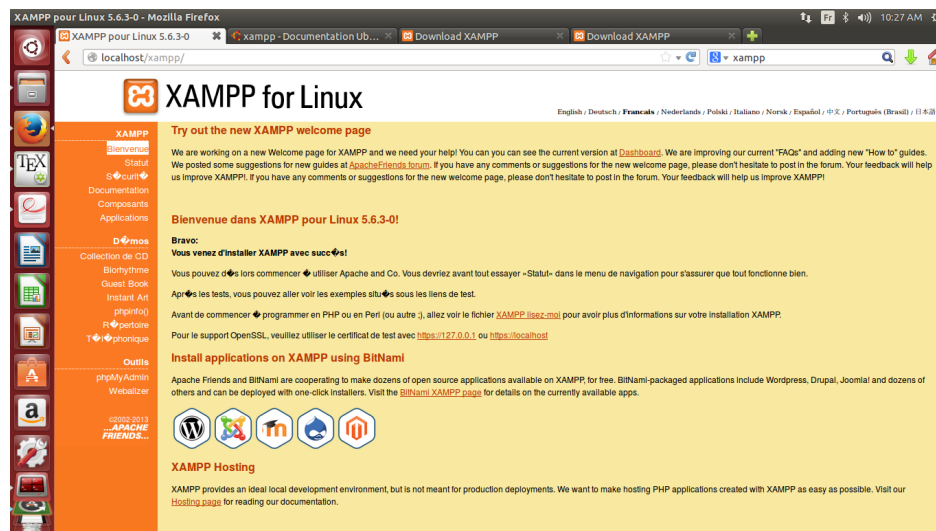 XAMPP pour Linux 5.6.3-0 - Mozilla Firefox
Fr
10:27 AM
XAMPP pour Linux 5.6.3-0
xampp - Documentation Ub...
Download XAMPP
Download XAMPP
localhost/xampp/
xampp
XAMPP for Linux
English / Deutsch / Francais / Nederlands / Polski / Italiano / Norsk / Español / 中文 / Português (Brasil) / 日本語
XAMPP
Bienvenue
Statut
S�curit�
Documentation
Composants
Applications
D�mos
Collection de CD
Biorhythme
Guest Book
Instant Art
phpinfo()
R�pertoire
T�l�phonique
Outils
phpMyAdmin
Webalizer
©2002-2013
...APACHE
FRIENDS...
Try out the new XAMPP welcome page
We are working on a new Welcome page for XAMPP and we need your help! You can you can see the current version at Dashboard. We are improving our current "FAQs" and adding new "How to" guides.
We posted some suggestions for new guides at ApacheFriends forum. If you have any comments or suggestions for the new welcome page, please don't hesitate to post in the forum. Your feedback will help
us improve XAMPP!. If you have any comments or suggestions for the new welcome page, please don't hesitate to post in the forum. Your feedback will help us improve XAMPP!
Bienvenue dans XAMPP pour Linux 5.6.3-0!
Bravo:
Vous venez d'installer XAMPP avec succ�s!
Vous pouvez d�s lors commencer � utiliser Apache and Co. Vous devriez avant tout essayer «Statut» dans le menu de navigation pour s'assurer que tout fonctionne bien.
Apr�s les tests, vous pouvez aller voir les exemples situ�s sous les liens de test.
Avant de commencer � programmer en PHP ou en Perl (ou autre ;), allez voir le fichier XAMPP lisez-moi pour avoir plus d'informations sur votre installation XAMPP.
Pour le support OpenSSL, veuillez utiliser le certificat de test avec https://127.0.0.1 ou https://localhost
Install applications on XAMPP using BitNami
Apache Friends and BitNami are cooperating to make dozens of open source applications available on XAMPP, for free. BitNami-packaged applications include Wordpress, Drupal, Joomla! and dozens of
others and can be deployed with one-click installers. Visit the BitNami XAMPP page for details on the currently available apps.
XAMPP Hosting
XAMPP provides an ideal local development environment, but is not meant for production deployments. We want to make hosting PHP applications created with XAMPP as easy as possible. Visit our
Hosting page for reading our documentation.